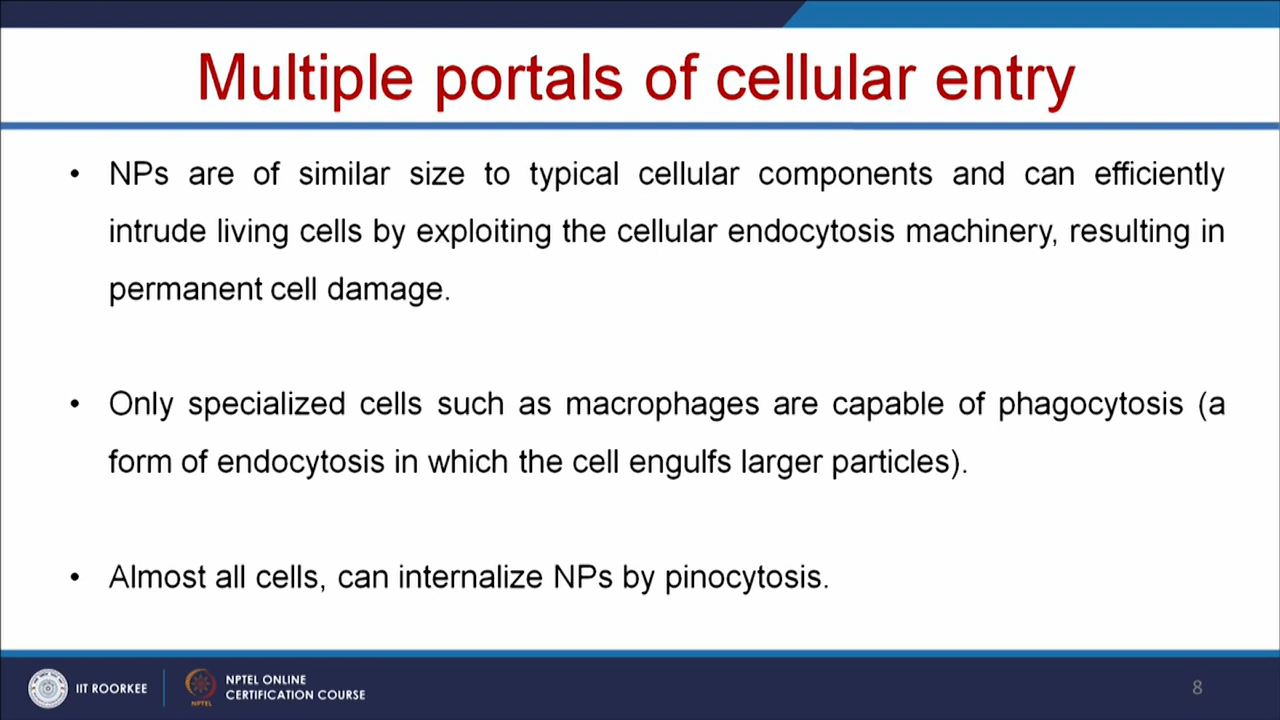 Multiple portals of cellular entry
• NPs are of similar size to typical cellular components and can efficiently
intrude living cells by exploiting the cellular endocytosis machinery, resulting in
permanent cell damage.
• Only specialized cells such as macrophages are capable of phagocytosis (a
form of endocytosis in which the cell engulfs larger particles).
• Almost all cells, can internalize NPs by pinocytosis.
IIT ROORKEE
NPTEL
NPTEL ONLINE
CERTIFICATION COURSE
8